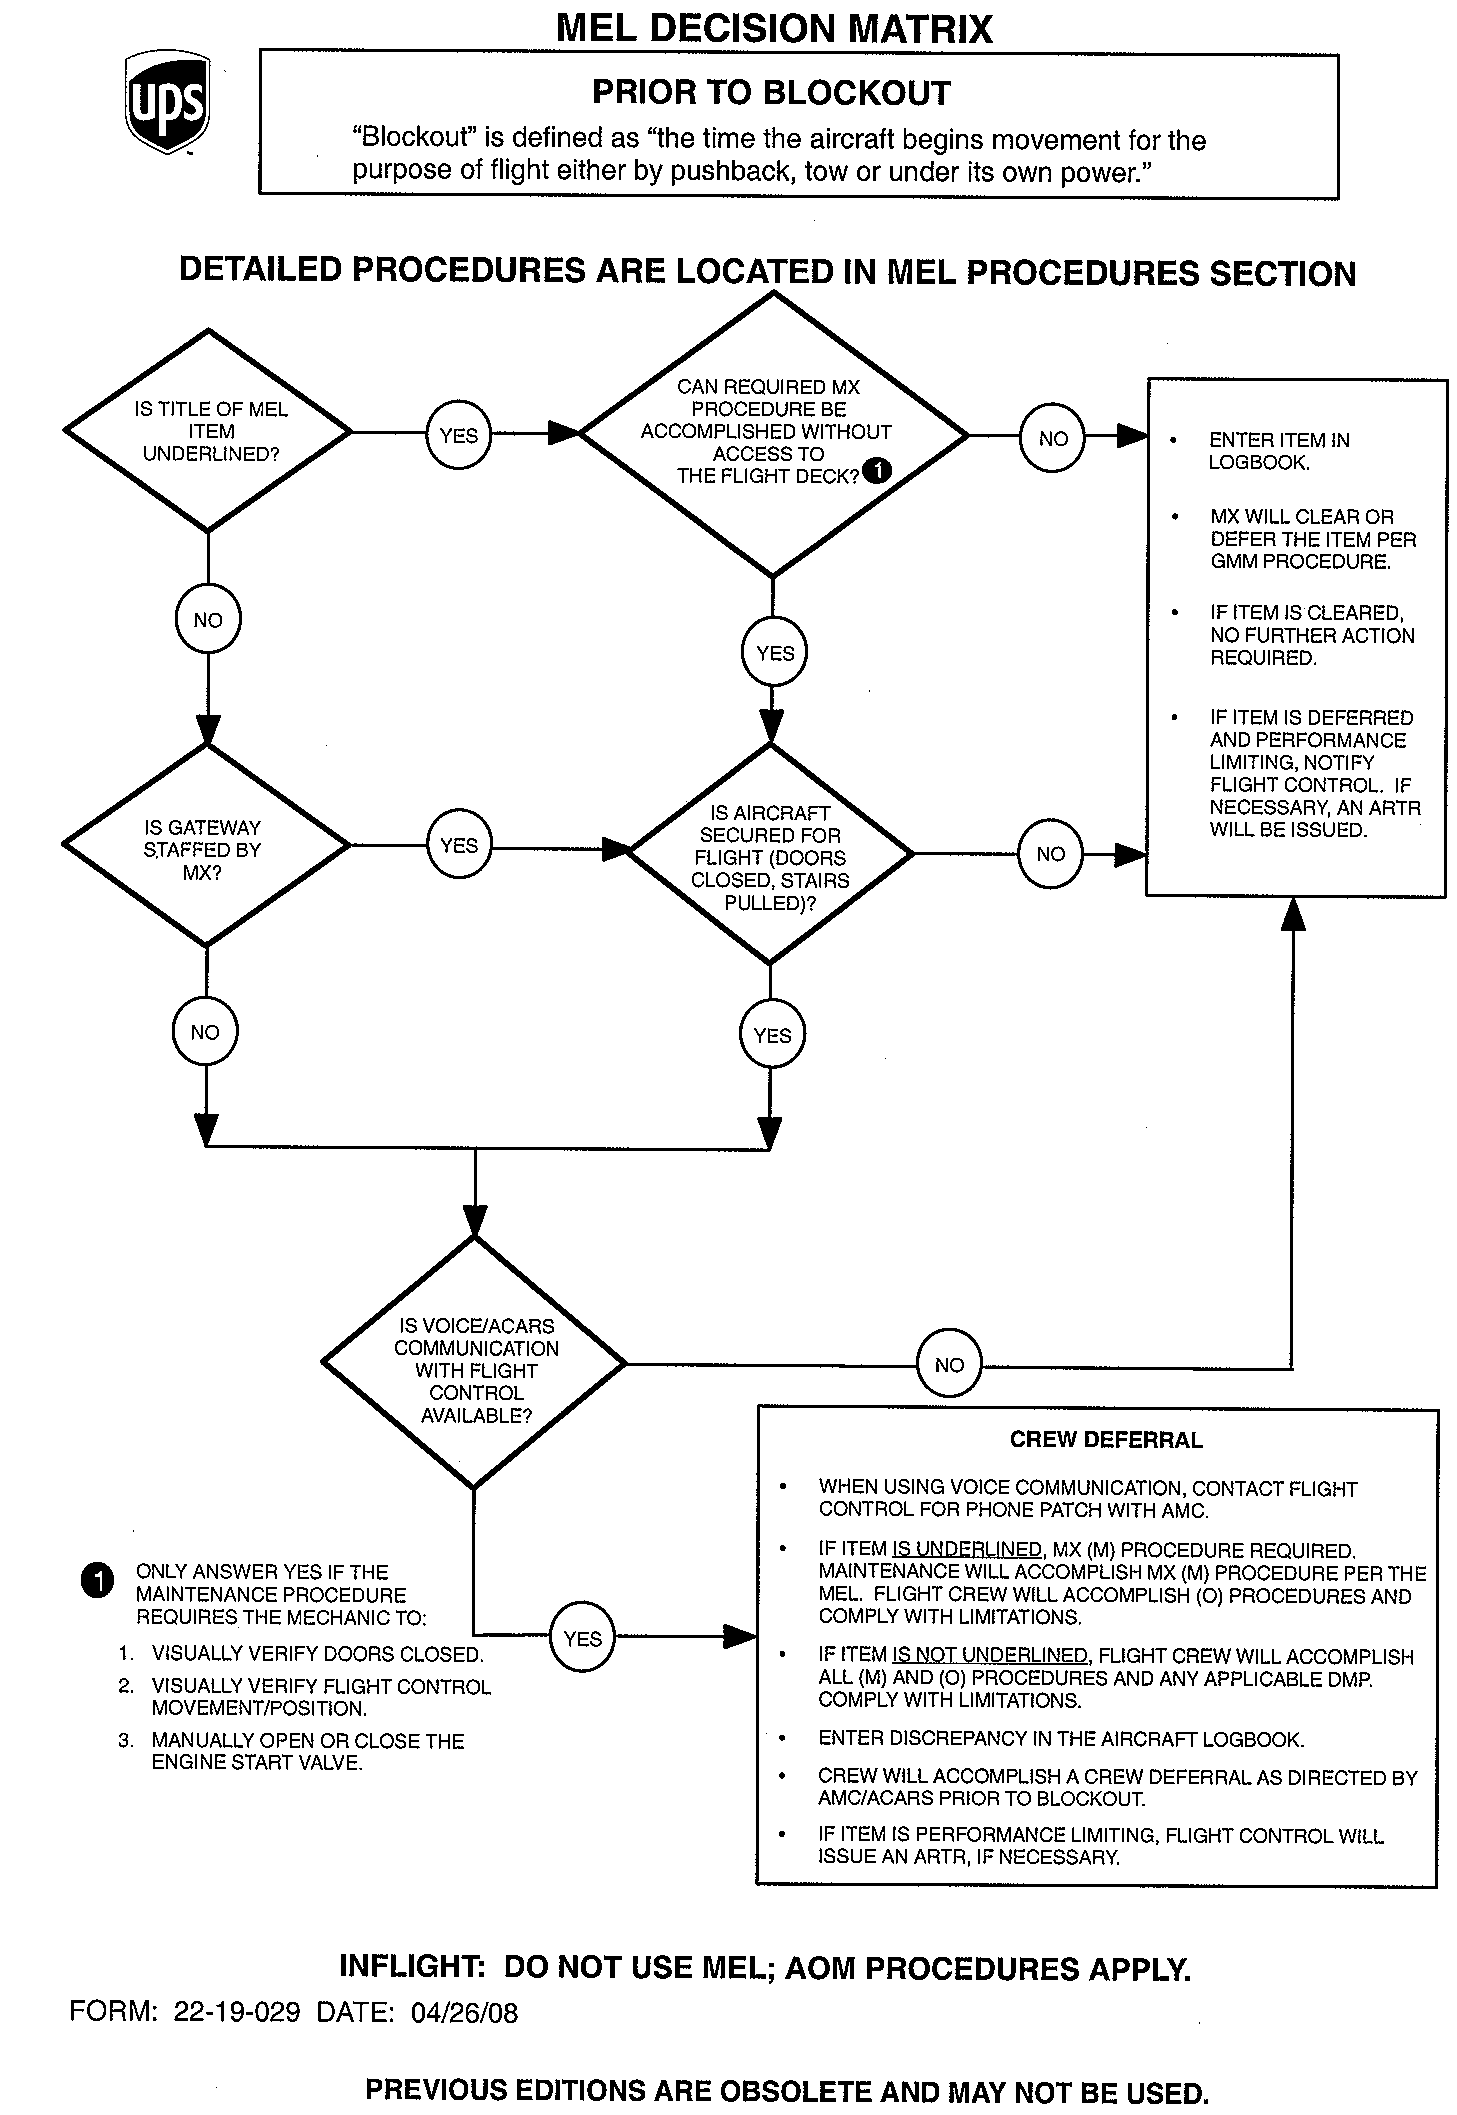 MEL DECISION MATRIX
ups
PRIOR TO BLOCKOUT
“Blockout” is defined as “the time the aircraft begins movement for the
purpose of flight either by pushback, tow or under its own power.”
DETAILED PROCEDURES ARE LOCATED IN MEL PROCEDURES SECTION
IS TITLE OF MEL
ITEM
UNDERLINED?
YES
CAN REQUIRED MX
PROCEDURE BE
ACCOMPLISHED WITHOUT
ACCESS TO
THE FLIGHT DECK? 1
NO
• ENTER ITEM IN
LOGBOOK.
• MX WILL CLEAR OR
DEFER THE ITEM PER
GMM PROCEDURE.
• IF ITEM IS CLEARED,
NO FURTHER ACTION
REQUIRED.
• IF ITEM IS DEFERRED
AND PERFORMANCE
LIMITING, NOTIFY
FLIGHT CONTROL. IF
NECESSARY, AN ARTR
WILL BE ISSUED.
NO
YES
IS GATEWAY
STAFFED BY
MX?
YES
IS AIRCRAFT
SECURED FOR
FLIGHT (DOORS
CLOSED, STAIRS
PULLED)?
NO
NO
YES
IS VOICE/ACARS
COMMUNICATION
WITH FLIGHT
CONTROL
AVAILABLE?
NO
YES
CREW DEFERRAL
• WHEN USING VOICE COMMUNICATION, CONTACT FLIGHT
CONTROL FOR PHONE PATCH WITH AMC.
• IF ITEM IS UNDERLINED, MX (M) PROCEDURE REQUIRED.
MAINTENANCE WILL ACCOMPLISH MX (M) PROCEDURE PER THE
MEL. FLIGHT CREW WILL ACCOMPLISH (O) PROCEDURES AND
COMPLY WITH LIMITATIONS.
• IF ITEM IS NOT UNDERLINED, FLIGHT CREW WILL ACCOMPLISH
ALL (M) AND (O) PROCEDURES AND ANY APPLICABLE DMP.
COMPLY WITH LIMITATIONS.
• ENTER DISCREPANCY IN THE AIRCRAFT LOGBOOK.
• CREW WILL ACCOMPLISH A CREW DEFERRAL AS DIRECTED BY
AMC/ACARS PRIOR TO BLOCKOUT.
• IF ITEM IS PERFORMANCE LIMITING, FLIGHT CONTROL WILL
ISSUE AN ARTR, IF NECESSARY.
1 ONLY ANSWER YES IF THE
MAINTENANCE PROCEDURE
REQUIRES THE MECHANIC TO:
1. VISUALLY VERIFY DOORS CLOSED.
2. VISUALLY VERIFY FLIGHT CONTROL
MOVEMENT/POSITION.
3. MANUALLY OPEN OR CLOSE THE
ENGINE START VALVE.
INFLIGHT: DO NOT USE MEL; AOM PROCEDURES APPLY.
FORM: 22-19-029 DATE: 04/26/08
PREVIOUS EDITIONS ARE OBSOLETE AND MAY NOT BE USED.